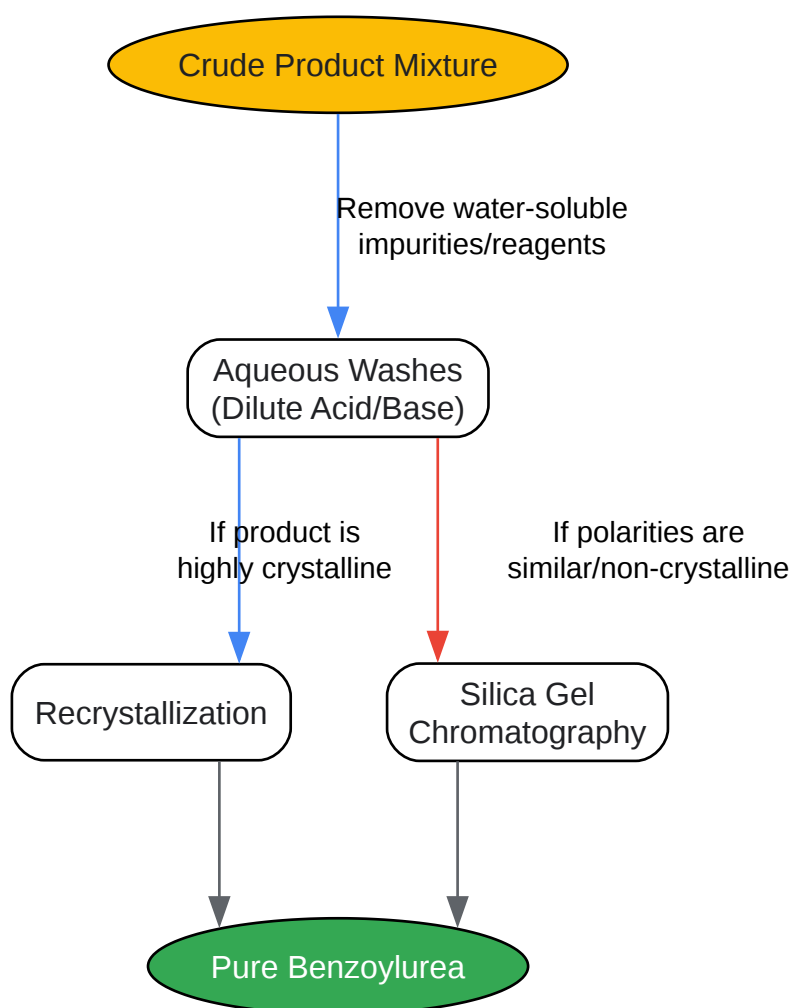 Crude Product Mixture
Remove water-soluble
impurities/reagents
Aqueous Washes
(Dilute Acid/Base)
If product is
highly crystalline
If polarities are
similar/non-crystalline
Recrystallization
Silica Gel
Chromatography
Pure Benzoylurea